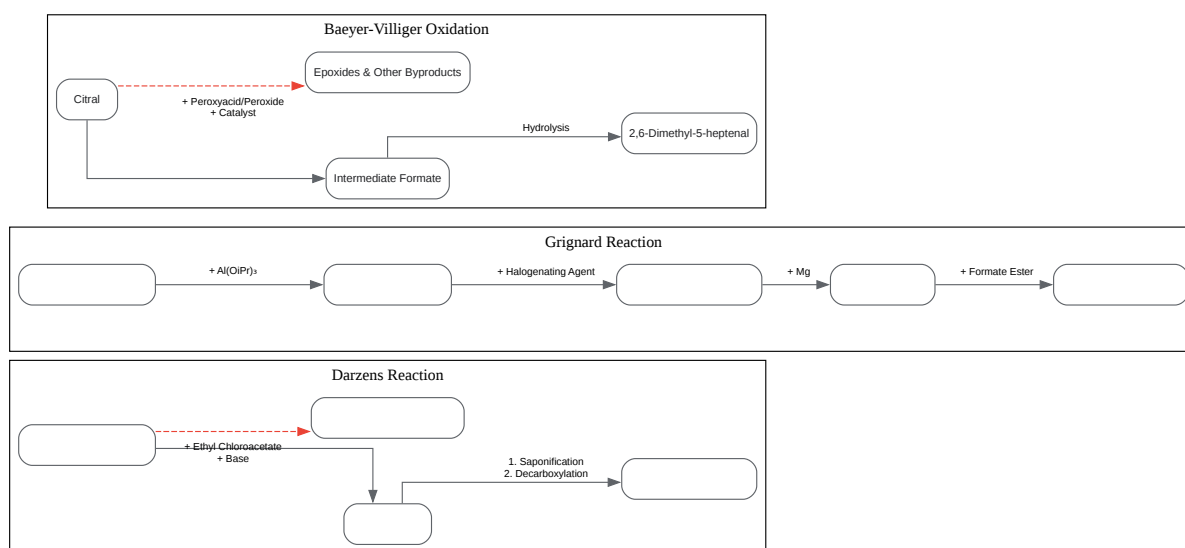 Baeyer-Villiger Oxidation
Epoxides & Other Byproducts
Citral
+ Peroxyacid/Peroxide
+ Catalyst
Hydrolysis
2,6-Dimethyl-5-heptenal
Intermediate Formate
Grignard Reaction
+ Al(OiPr)₃
+ Halogenating Agent
+ Mg
+ Formate Ester
Darzens Reaction
+ Ethyl Chloroacetate
+ Base
1. Saponification
2. Decarboxylation